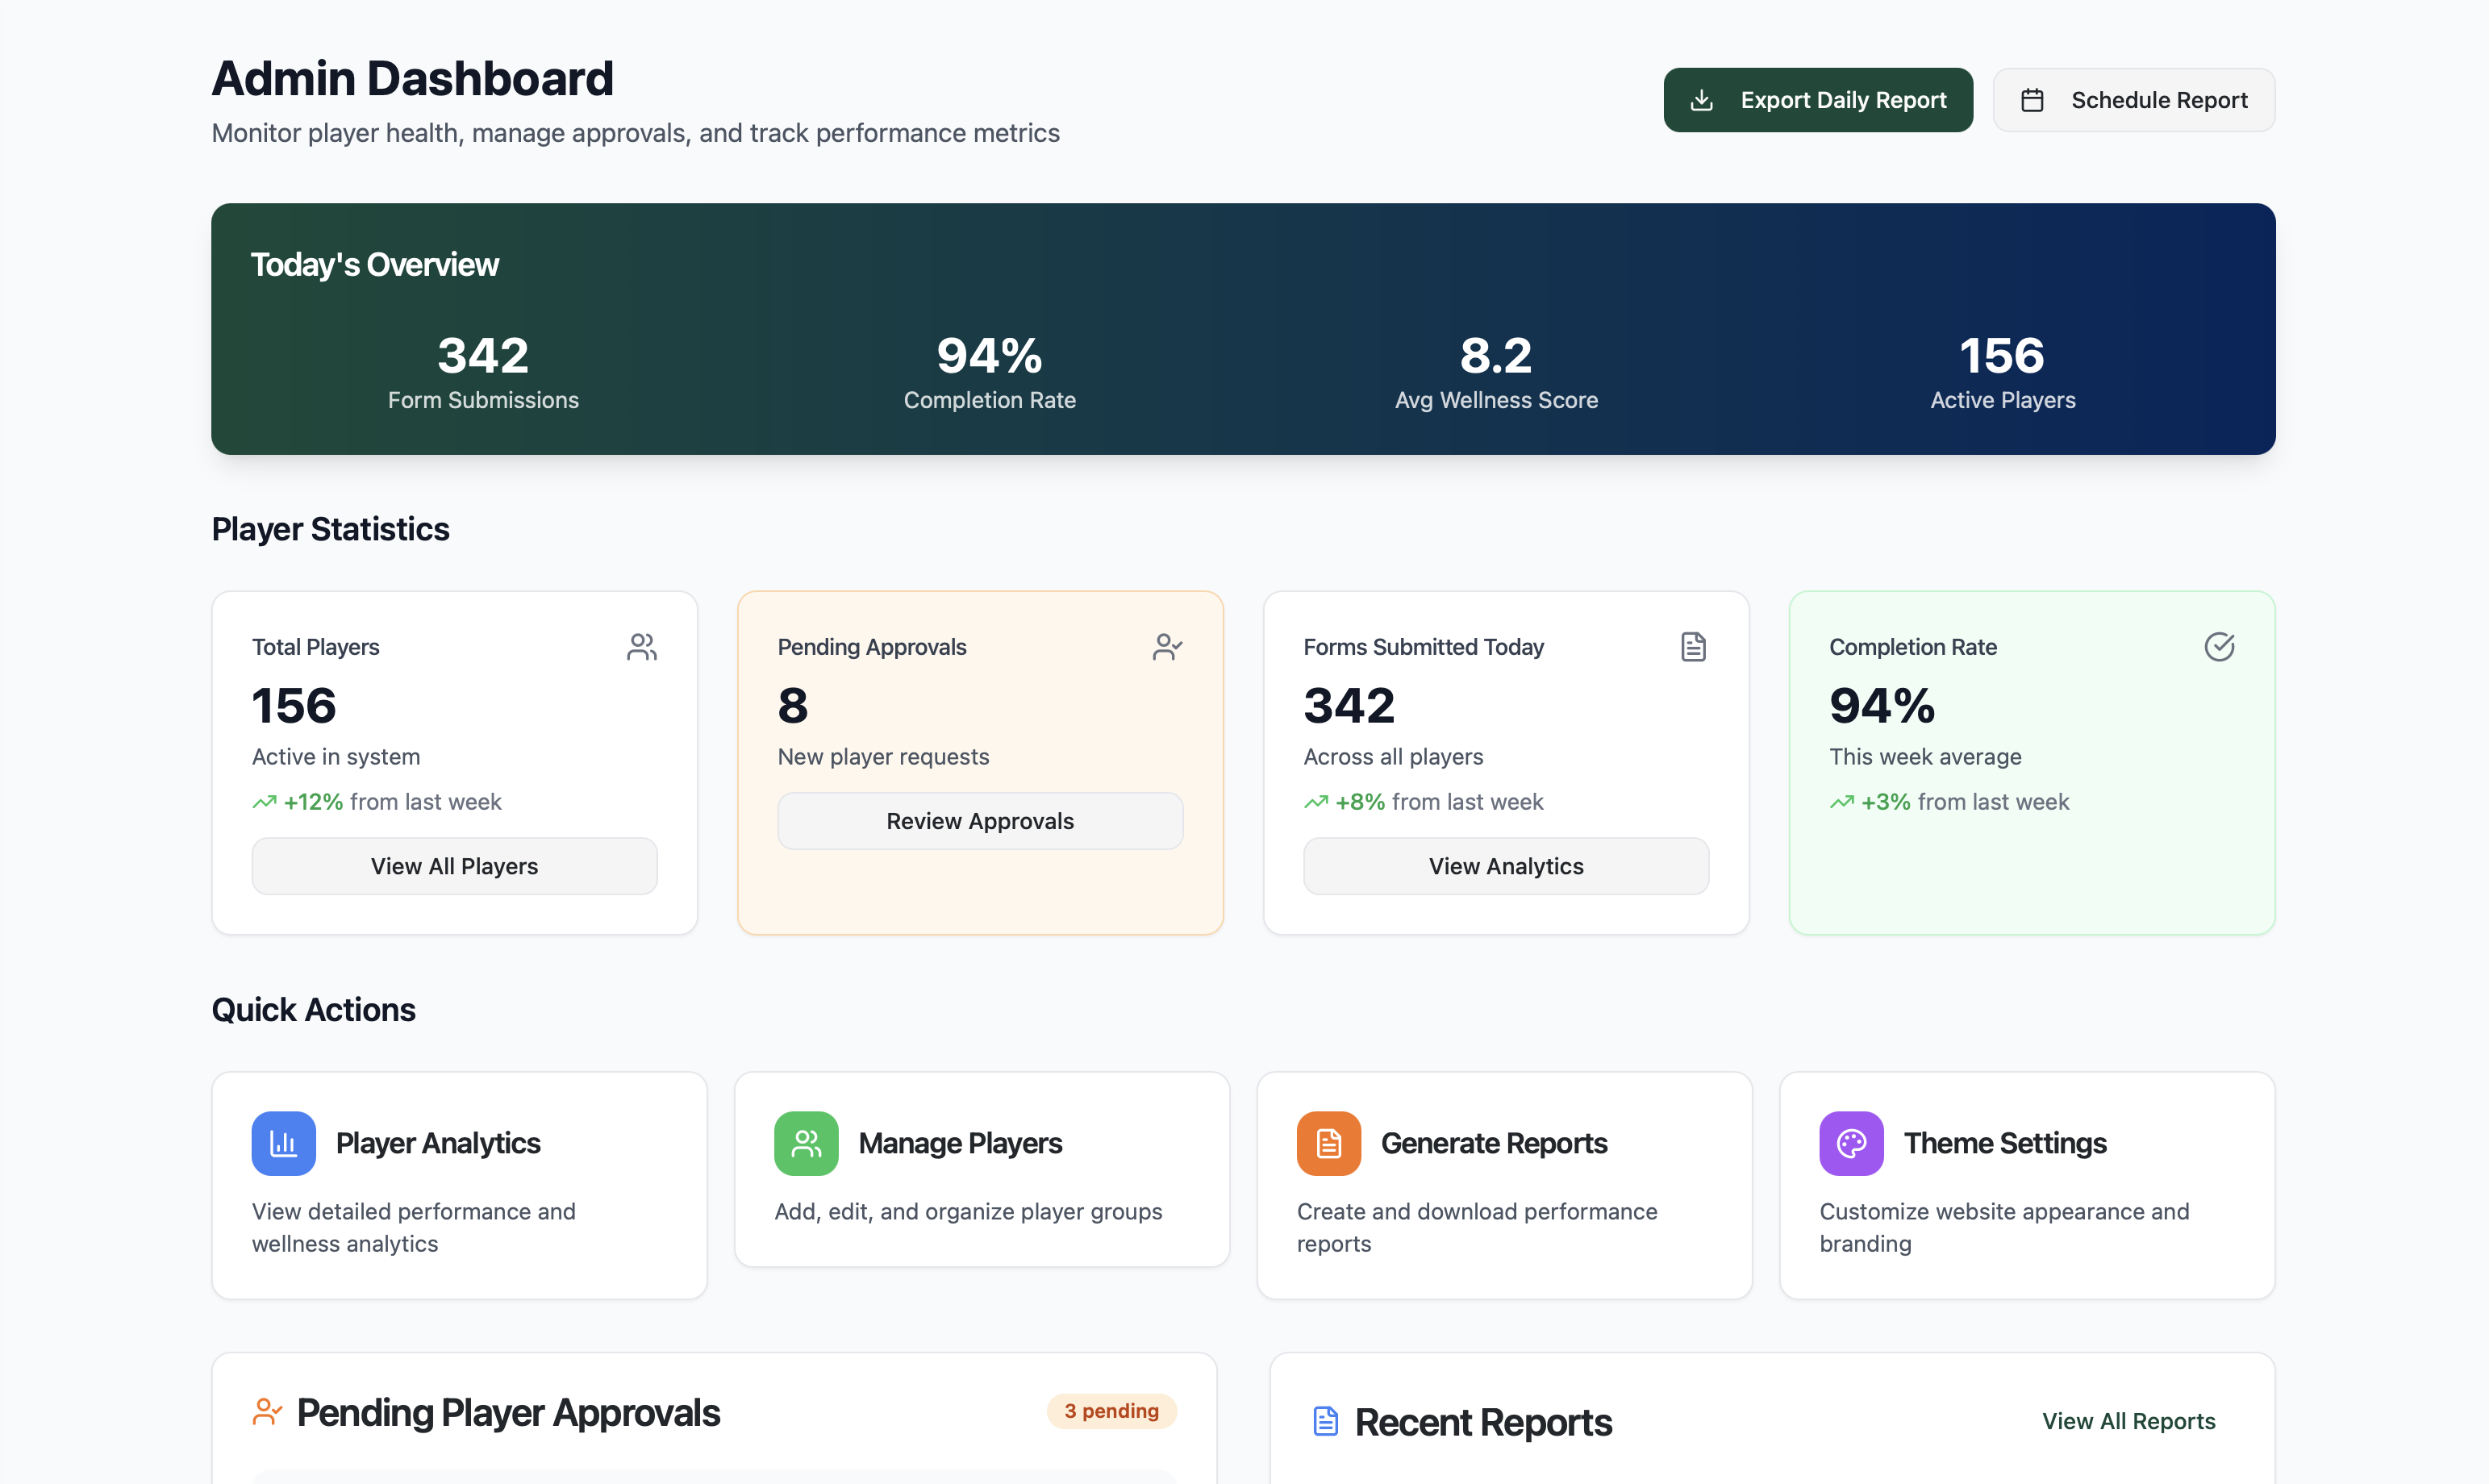 Admin Dashboard
Monitor player health, manage approvals, and track performance metrics
Export Daily Report
Schedule Report
Today's Overview
342
Form Submissions
94%
Completion Rate
8.2
Avg Wellness Score
156
Active Players
Player Statistics
Total Players
156
Active in system
+12% from last week
View All Players
Pending Approvals
8
New player requests
Review Approvals
Forms Submitted Today
342
Across all players
+8% from last week
View Analytics
Completion Rate
94%
This week average
+3% from last week
Quick Actions
Player Analytics
View detailed performance and
wellness analytics
Manage Players
Add, edit, and organize player groups
Generate Reports
Create and download performance
reports
Theme Settings
Customize website appearance and
branding
Pending Player Approvals
3 pending
Recent Reports
View All Reports